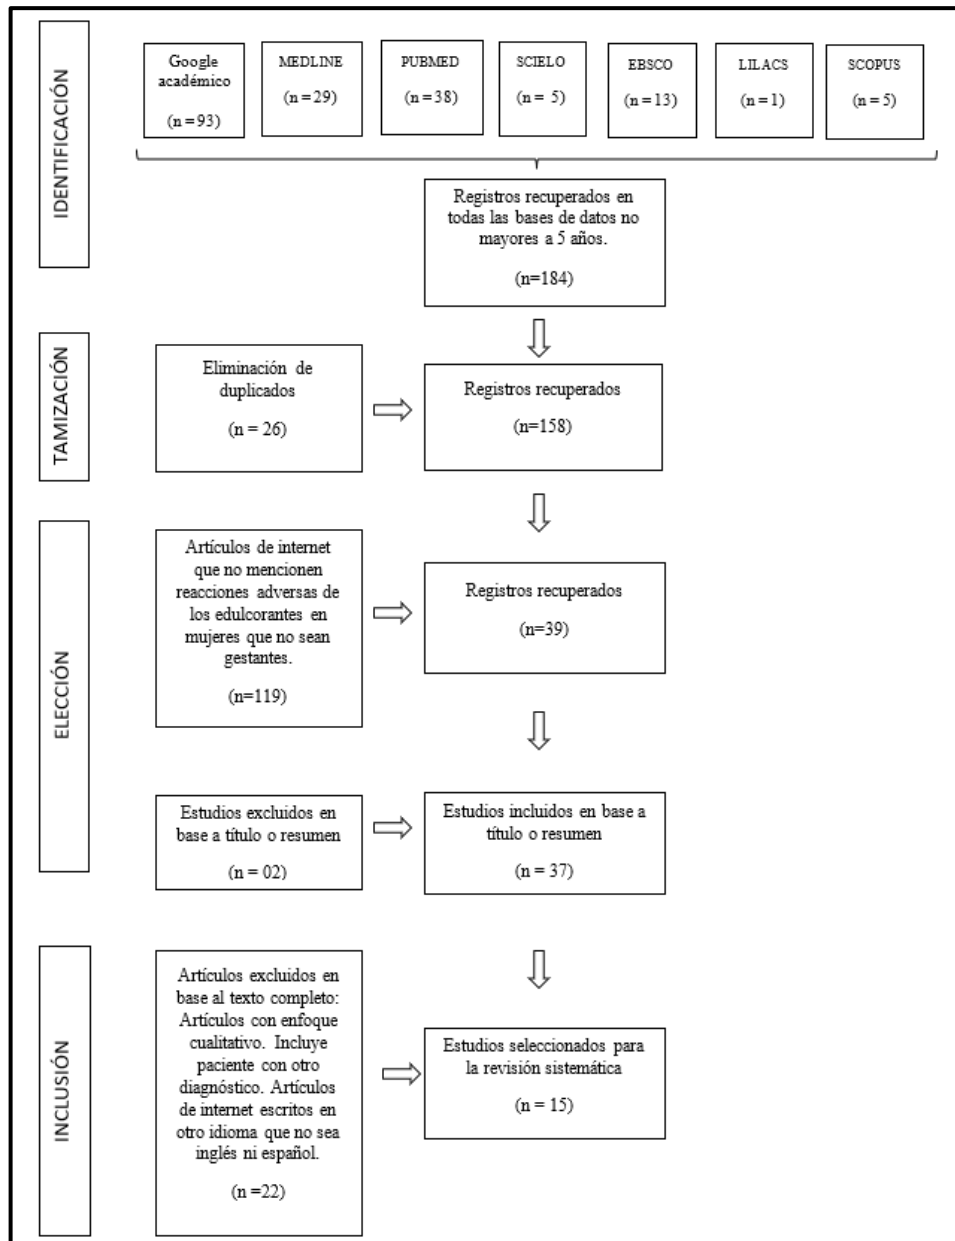 IDENTIFICACIÓN
Google
académico
(n = 93)
MEDLINE
(n = 29)
PUBMED
(n = 38)
SCIELO
(n = 5)
EBSCO
(n = 13)
LILACS
(n = 1)
SCOPUS
(n = 5)
Registros recuperados en
todas las bases de datos no
mayores a 5 años.
(n=184)
TAMIZACIÓN
Eliminación de
duplicados
(n = 26)
Registros recuperados
(n=158)
ELECCIÓN
Artículos de internet
que no mencionen
reacciones adversas de
los edulcorantes en
mujeres que no sean
gestantes.
(n=119)
Registros recuperados
(n=39)
Estudios excluidos en
base a título o resumen
(n = 02)
Estudios incluidos en base a
título o resumen
(n = 37)
INCLUSIÓN
Artículos excluidos en
base al texto completo:
Artículos con enfoque
cualitativo. Incluye
paciente con otro
diagnóstico. Artículos
de internet escritos en
otro idioma que no sea
inglés ni español.
(n =22)
Estudios seleccionados para
la revisión sistemática
(n = 15)